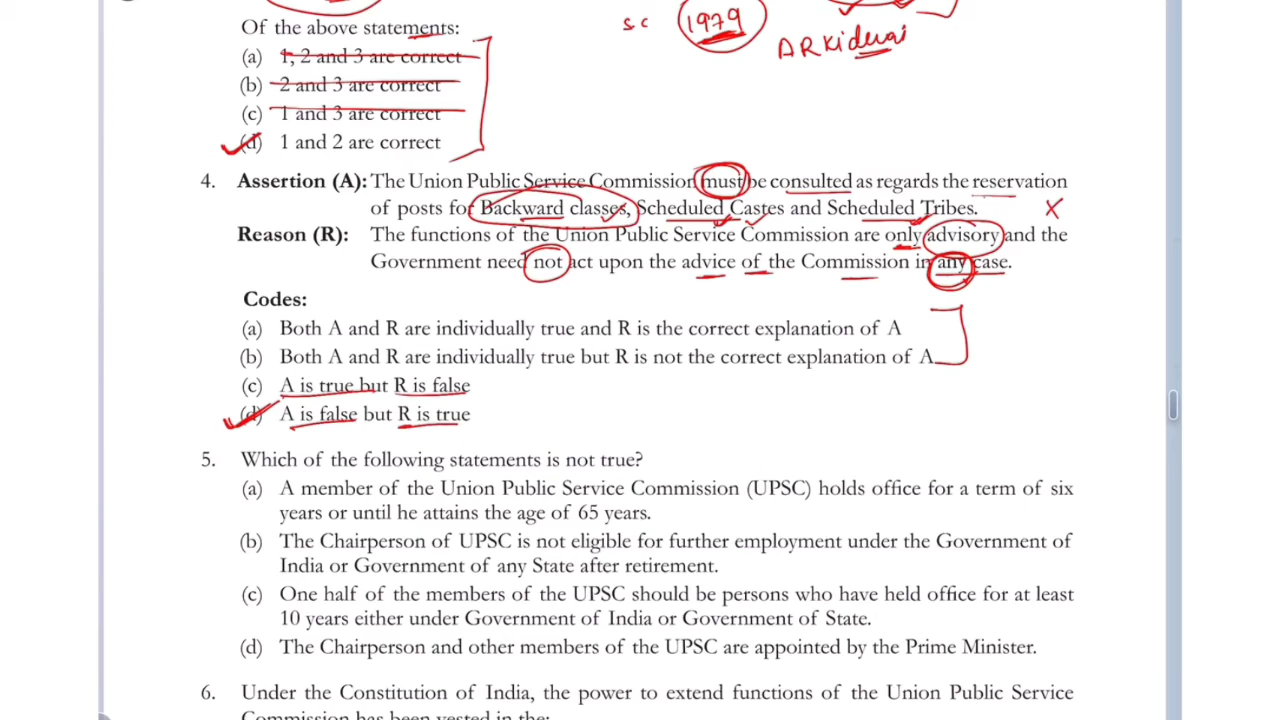 Of the above statements:
sc 1979
ARKidwai
(a) 1, 2 and 3 are correct
(b) 2 and 3 are correct
(c) 1 and 3 are correct
(d) 1 and 2 are correct
4. Assertion (A): The Union Public Service Commission must be consulted as regards the reservation
of posts for Backward classes, Scheduled Castes and Scheduled Tribes.
Reason (R): The functions of the Union Public Service Commission are only advisory and the
Government need not act upon the advice of the Commission in any case.
Codes:
(a) Both A and R are individually true and R is the correct explanation of A
(b) Both A and R are individually true but R is not the correct explanation of A
(c) A is true but R is false
(d) A is false but R is true
5. Which of the following statements is not true?
(a) A member of the Union Public Service Commission (UPSC) holds office for a term of six
years or until he attains the age of 65 years.
(b) The Chairperson of UPSC is not eligible for further employment under the Government of
India or Government of any State after retirement.
(c) One half of the members of the UPSC should be persons who have held office for at least
10 years either under Government of India or Government of State.
(d) The Chairperson and other members of the UPSC are appointed by the Prime Minister.
6. Under the Constitution of India, the power to extend functions of the Union Public Service
Commission has been vested in the: